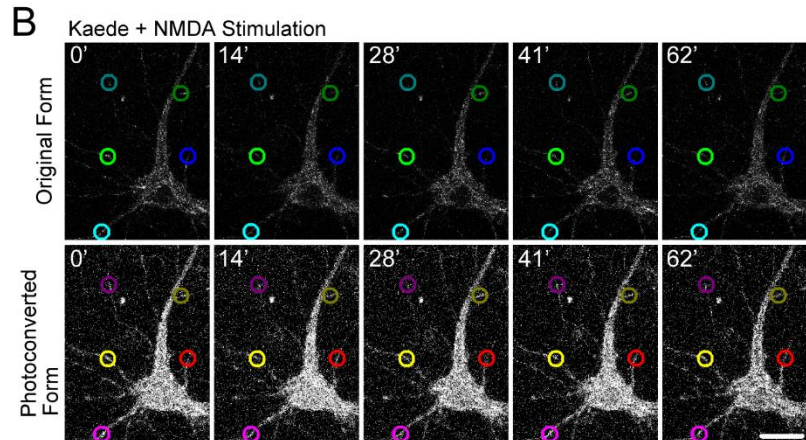 B
Kaede + NMDA Stimulation
0’ 14’ 28’ 41’ 62’
Original Form
0’ 14’ 28’ 41’ 62’
Photoconverted
Form